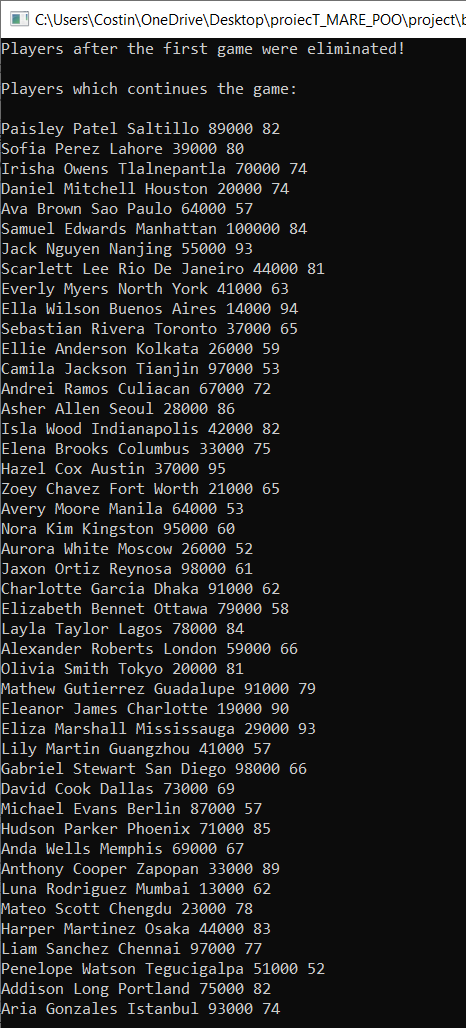 C:\Users\Costin\OneDrive\Desktop\proiecT_MARE_POO\project\b
Players after the first game were eliminated!
Players which continues the game:
Paisley Patel Saltillo 89000 82
Sofia Perez Lahore 39000 80
Irisha Owens Tlalnepantla 70000 74
Daniel Mitchell Houston 20000 74
Ava Brown Sao Paulo 64000 57
Samuel Edwards Manhattan 100000 84
Jack Nguyen Nanjing 55000 93
Scarlett Lee Rio De Janeiro 44000 81
Everly Myers North York 41000 63
Ella Wilson Buenos Aires 14000 94
Sebastian Rivera Toronto 37000 65
Ellie Anderson Kolkata 26000 59
Camila Jackson Tianjin 97000 53
Andrei Ramos Culiacan 67000 72
Asher Allen Seoul 28000 86
Isla Wood Indianapolis 42000 82
Elena Brooks Columbus 33000 75
Hazel Cox Austin 37000 95
Zoey Chavez Fort Worth 21000 65
Avery Moore Manila 64000 53
Nora Kim Kingston 95000 60
Aurora White Moscow 26000 52
Jaxon Ortiz Reynosa 98000 61
Charlotte Garcia Dhaka 91000 62
Elizabeth Bennet Ottawa 79000 58
Layla Taylor Lagos 78000 84
Alexander Roberts London 59000 66
Olivia Smith Tokyo 20000 81
Mathew Gutierrez Guadalupe 91000 79
Eleanor James Charlotte 19000 90
Eliza Marshall Mississauga 29000 93
Lily Martin Guangzhou 41000 57
Gabriel Stewart San Diego 98000 66
David Cook Dallas 73000 69
Michael Evans Berlin 87000 57
Hudson Parker Phoenix 71000 85
Anda Wells Memphis 69000 67
Anthony Cooper Zapopan 33000 89
Luna Rodriguez Mumbai 13000 62
Mateo Scott Chengdu 23000 78
Harper Martinez Osaka 44000 83
Liam Sanchez Chennai 97000 77
Penelope Watson Tegucigalpa 51000 52
Addison Long Portland 75000 82
Aria Gonzales Istanbul 93000 74